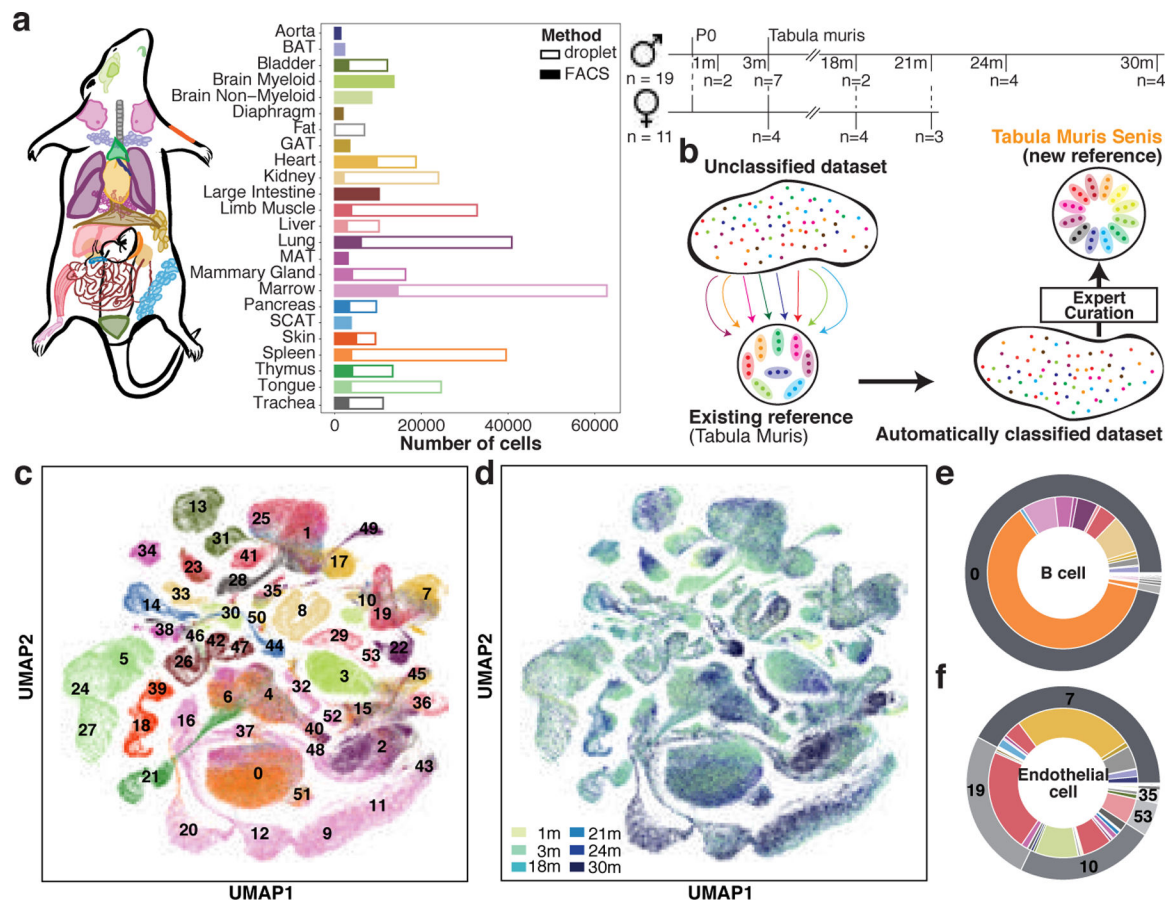 a
Aorta
BAT
Bladder
Brain Myeloid
Brain Non−Myeloid
Diaphragm
Fat
GAT
Heart
Kidney
Large Intestine
Limb Muscle
Liver
Lung
MAT
Mammary Gland
Marrow
Pancreas
SCAT
Skin
Spleen
Thymus
Tongue
Trachea
0 20000 40000 60000
Number of cells
Method
droplet
FACS
P0 Tabula muris
1m 3m 18m 21m 24m 30m
n = 19 n=2 n=7 n=2 n=4 n=4
n = 11 n=4 n=4 n=3
b
Unclassified dataset
Existing reference
(Tabula Muris)
Automatically classified dataset
Expert
Curation
Tabula Muris Senis
(new reference)
c
13 25 1 49
31
34 23 41 17
28
33 35 10 7
14 30 50 8 19
38 46 42 47 44 29 53 22
5 26
24 39 6 4 32 3 45
27 18 16 52 15 36
37 40
48 2
21 0 43
51
20 12 9 11
UMAP2
UMAP1
d
1m 21m
3m 24m
18m 30m
UMAP2
UMAP1
e
0
B cell
f
7
19
Endothelial
cell
35
53
10